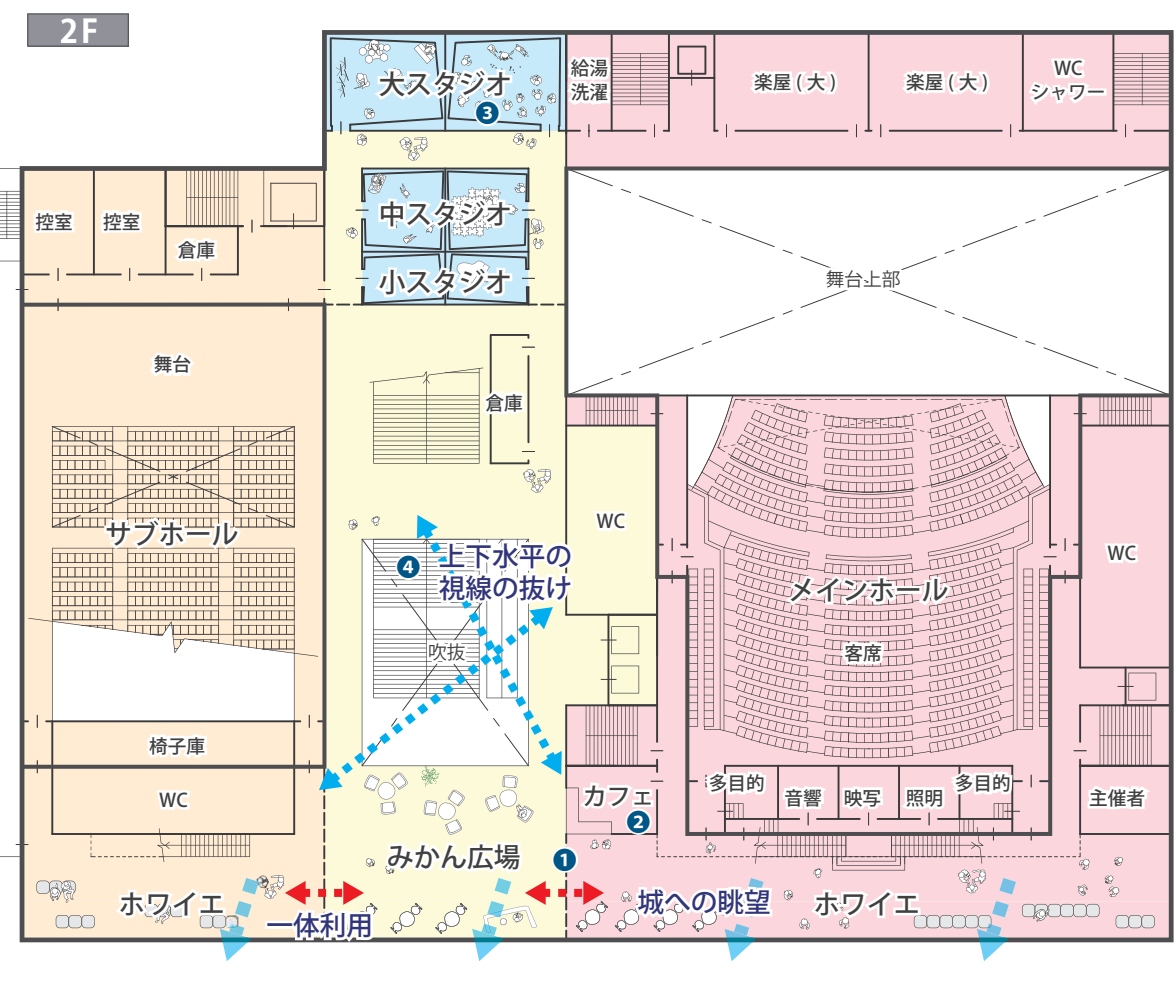 2F
大スタジオ
3
給湯
洗濯
楽屋(大)
楽屋(大)
WC
シャワー
控室
控室
倉庫
中スタジオ
小スタジオ
舞台上部
舞台
倉庫
サブホール
WC
4
上下水平の
視線の抜け
吹抜
メインホール
客席
WC
椅子庫
WC
カフェ
2
多目的
音響
映写
照明
多目的
主催者
みかん広場
1
ホワイエ
一体利用
城への眺望
ホワイエ